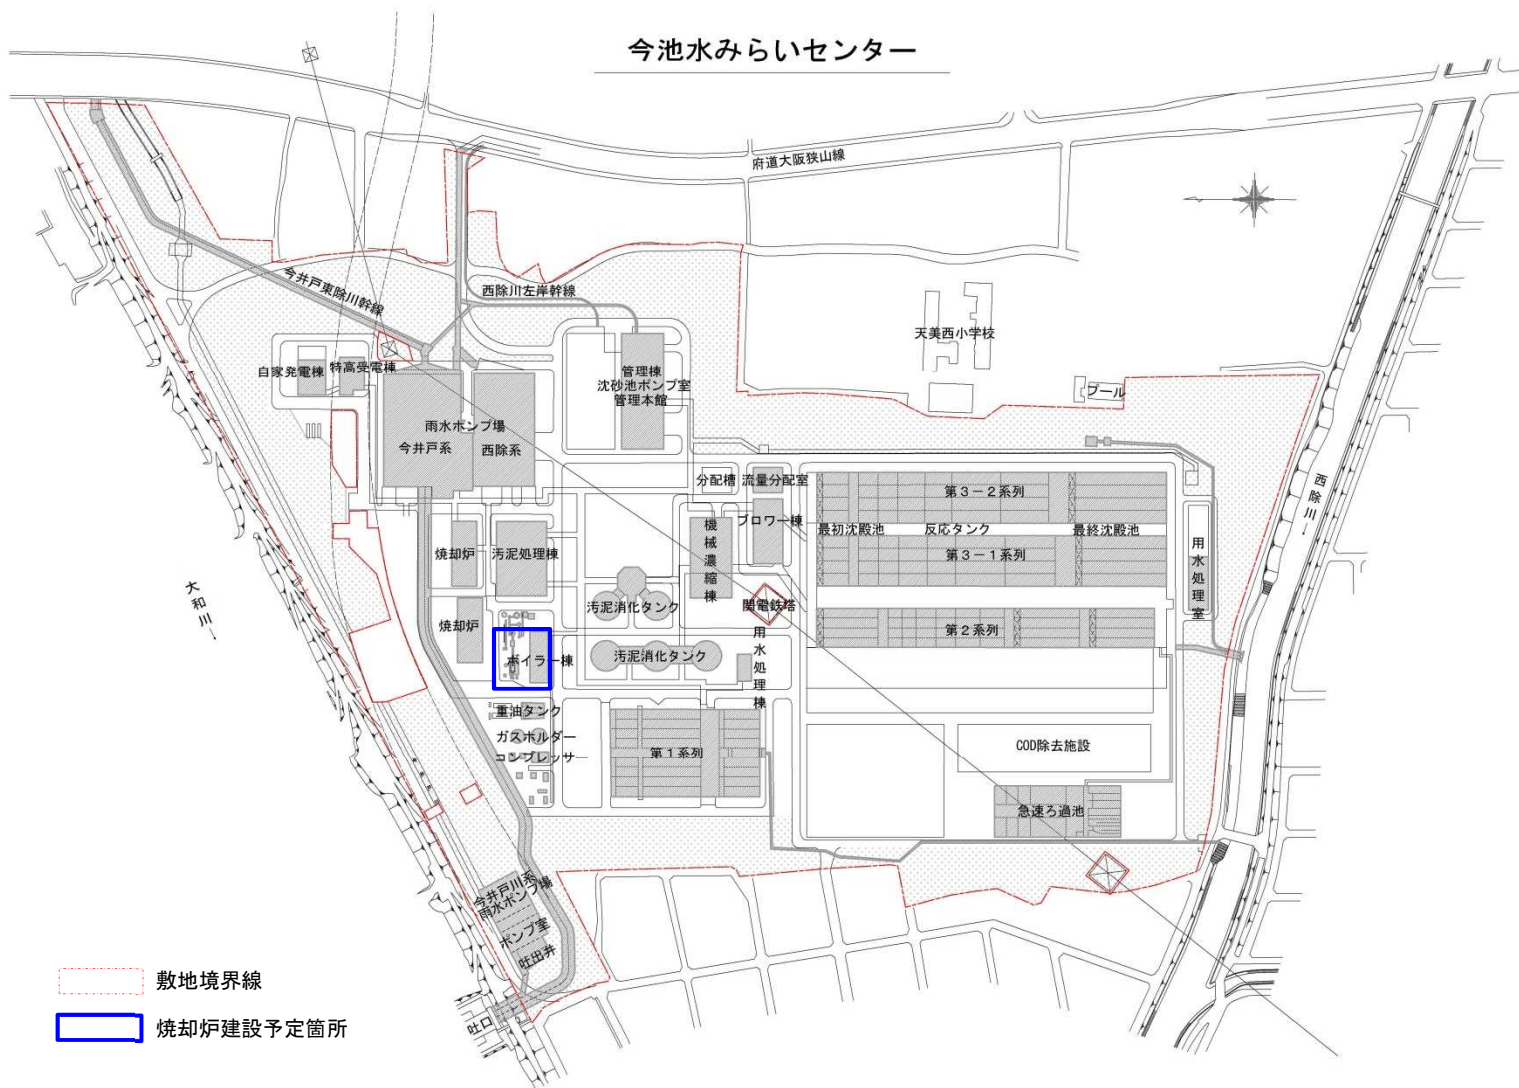 今池水みらいセンター
府道大阪狭山線
今井戸東除川幹線
西除川左岸幹線
天美西小学校
プール
自家発電棟
特高受電棟
管理棟
沈砂池ポンプ室
管理本館
雨水ポンプ場
今井戸系
西除系
分配槽
流量分配室
第3-2系列
ブロワー棟
最初沈殿池
反応タンク
最終沈殿池
第3-1系列
西除川→
用水処理室
焼却炉
汚泥処理棟
機械濃縮棟
大和川→
焼却炉
汚泥消化タンク
関電鉄塔
第2系列
ボイラー棟
汚泥消化タンク
用水処理棟
重油タンク
ガスホルダー
コンプレッサー
第1系列
COD除去施設
急速ろ過池
今井戸川系
雨水ポンプ場
ポンプ室
吐出井
吐口
敷地境界線
焼却炉建設予定箇所